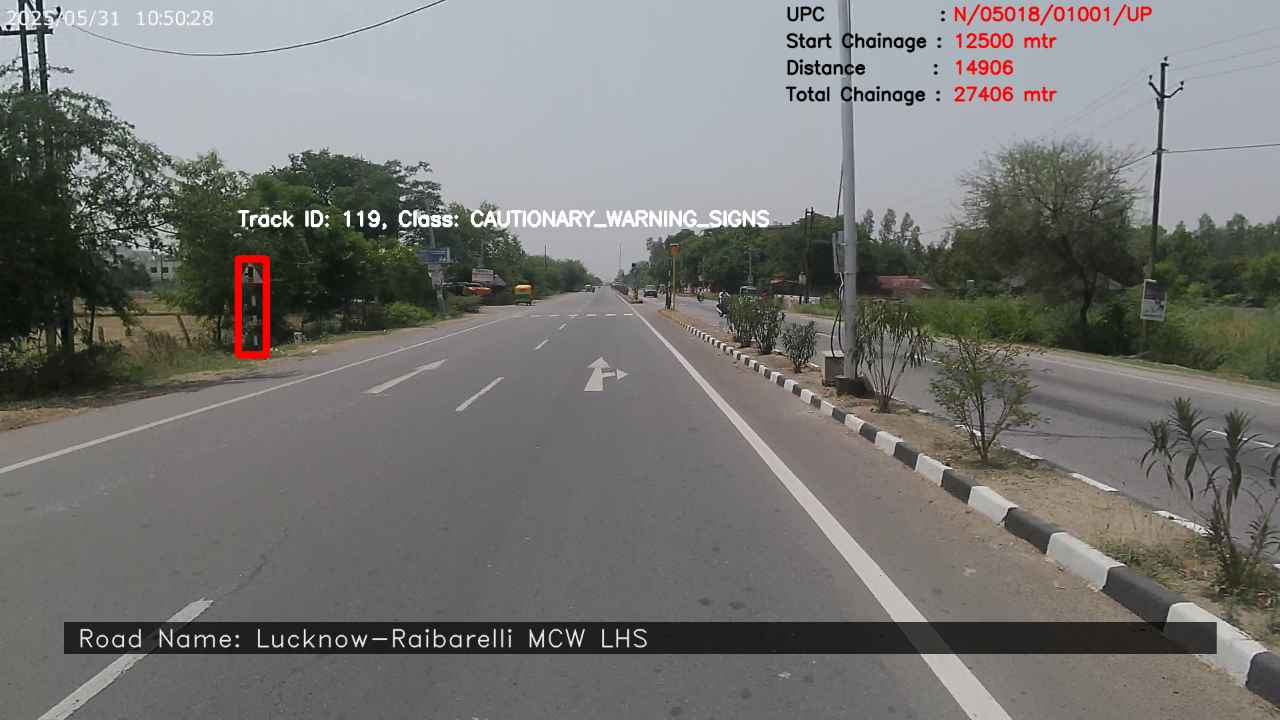 2025/05/31 10:50:28
UPC : N/05018/01001/UP
Start Chainage : 12500 mtr
Distance : 14906
Total Chainage : 27406 mtr
Track ID: 119, Class: CAUTIONARY_WARNING_SIGNS
Road Name: Lucknow-Raibarelli MCW LHS